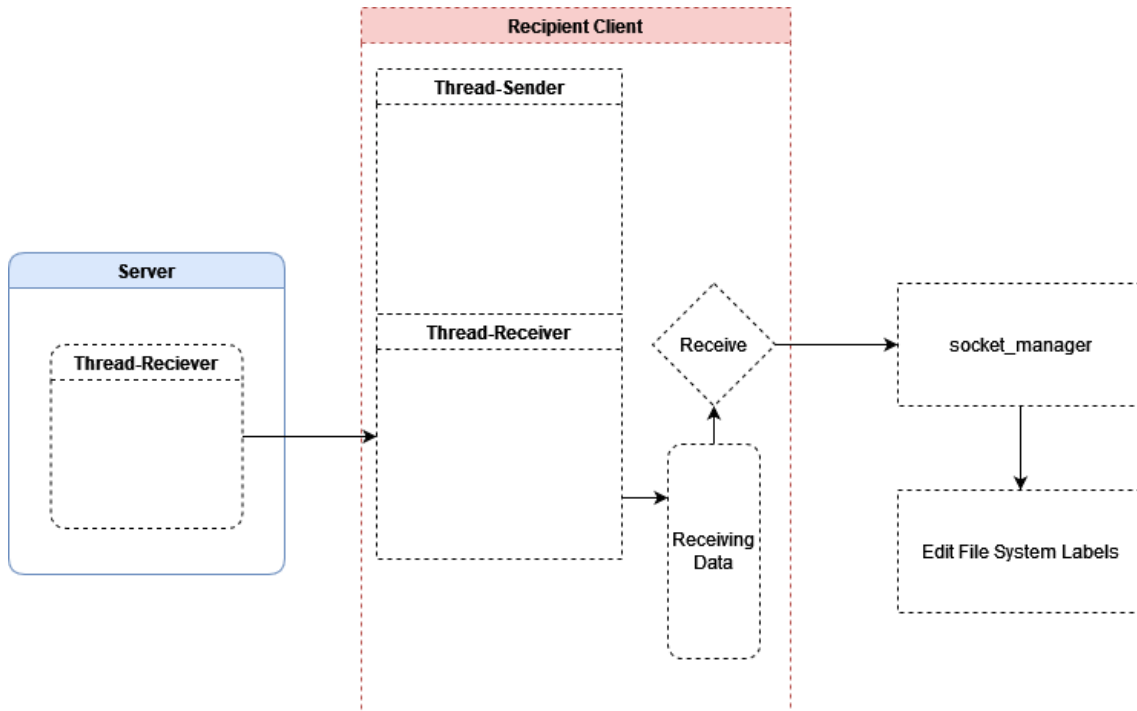 Recipient Client
Thread-Sender
Server
Thread-Reciever
Thread-Receiver
Receive
Receiving
Data
socket_manager
Edit File System Labels